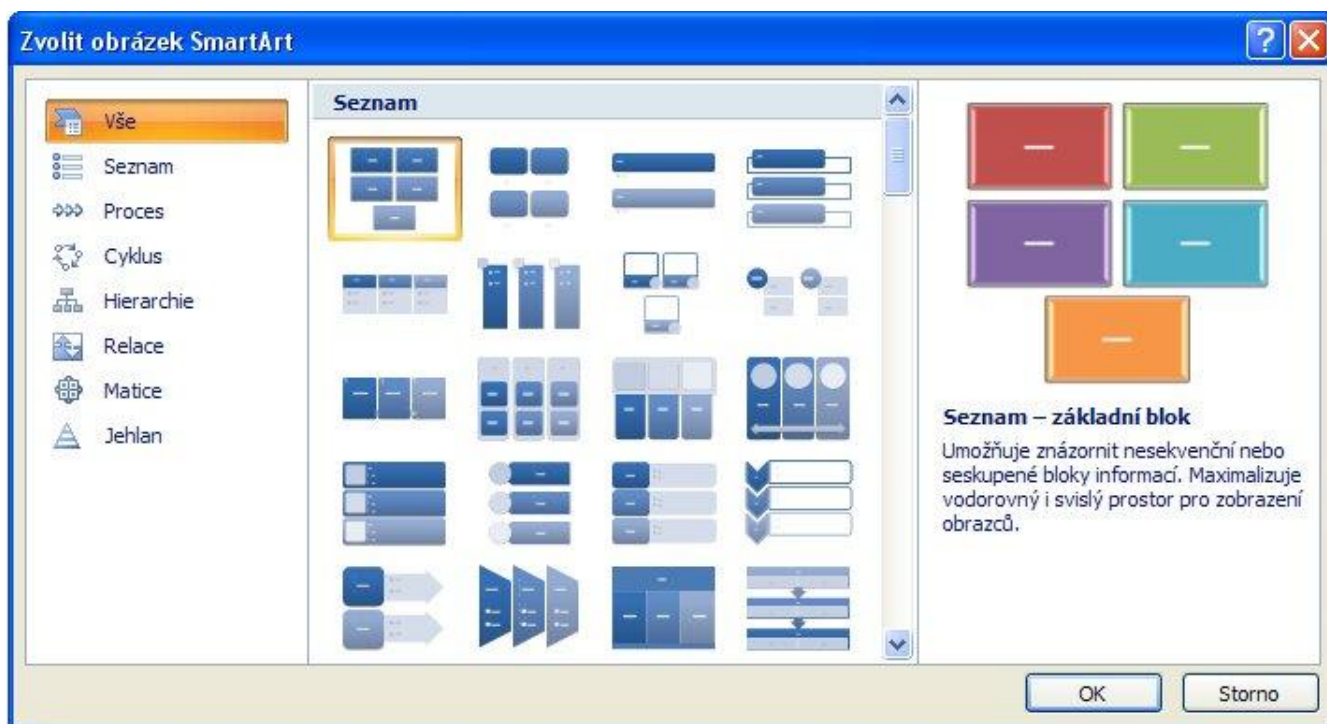 Zvolit obrázek SmartArt
Vše
Seznam
Proces
Cyklus
Hierarchie
Relace
Matice
Jehlan
Seznam
Seznam – základní blok
Umožňuje znázornit nesekvenční nebo
seskupené bloky informací. Maximalizuje
vodorovný i svislý prostor pro zobrazení
obrazců.
OK
Storno